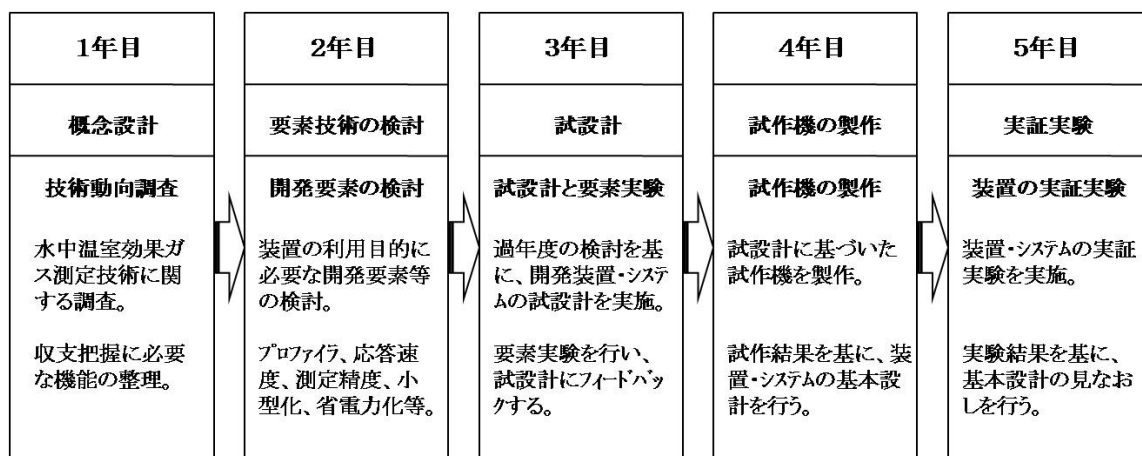 1年目
概念設計
技術動向調査
水中温室効果ガ
ス測定技術に関
する調査。
収支把握に必要
な機能の整理。
2年目
要素技術の検討
開発要素の検討
装置の利用目的に
必要な開発要素等
の検討。
プロファイラ、応答速
度、測定精度、小
型化、省電力化等。
3年目
試設計
試設計と要素実験
過年度の検討を基
に、開発装置・システ
ムの試設計を実施。
要素実験を行い、
試設計にフィードバッ
クする。
4年目
試作機の製作
試作機の製作
試設計に基づいた
試作機を製作。
試作結果を基に、装
置・システムの基本設
計を行う。
5年目
実証実験
装置の実証実験
装置・システムの実証
実験を実施。
実験結果を基に、
基本設計の見なお
しを行う。